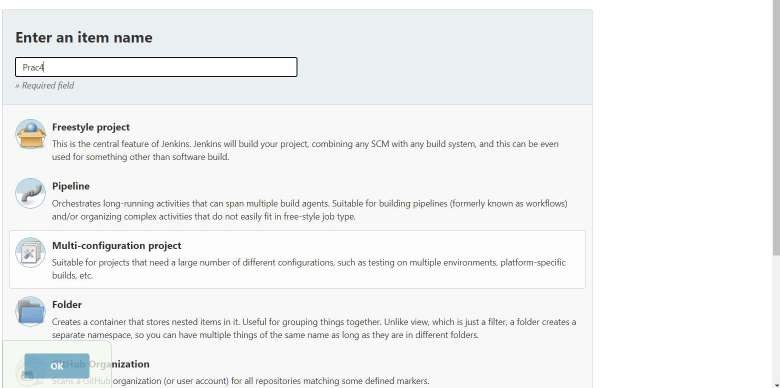 Enter an item name
Prac4
» Required field
Freestyle project
This is the central feature of Jenkins. Jenkins will build your project, combining any SCM with any build system, and this can be even
used for something other than software build.
Pipeline
Orchestrates long-running activities that can span multiple build agents. Suitable for building pipelines (formerly known as workflows)
and/or organizing complex activities that do not easily fit in free-style job type.
Multi-configuration project
Suitable for projects that need a large number of different configurations, such as testing on multiple environments, platform-specific
builds, etc.
Folder
Creates a container that stores nested items in it. Useful for grouping things together. Unlike view, which is just a filter, a folder creates a
separate namespace, so you can have multiple things of the same name as long as they are in different folders.
OK
GitHub Organization
Scans a GitHub organization (or user account) for all repositories matching some defined markers.